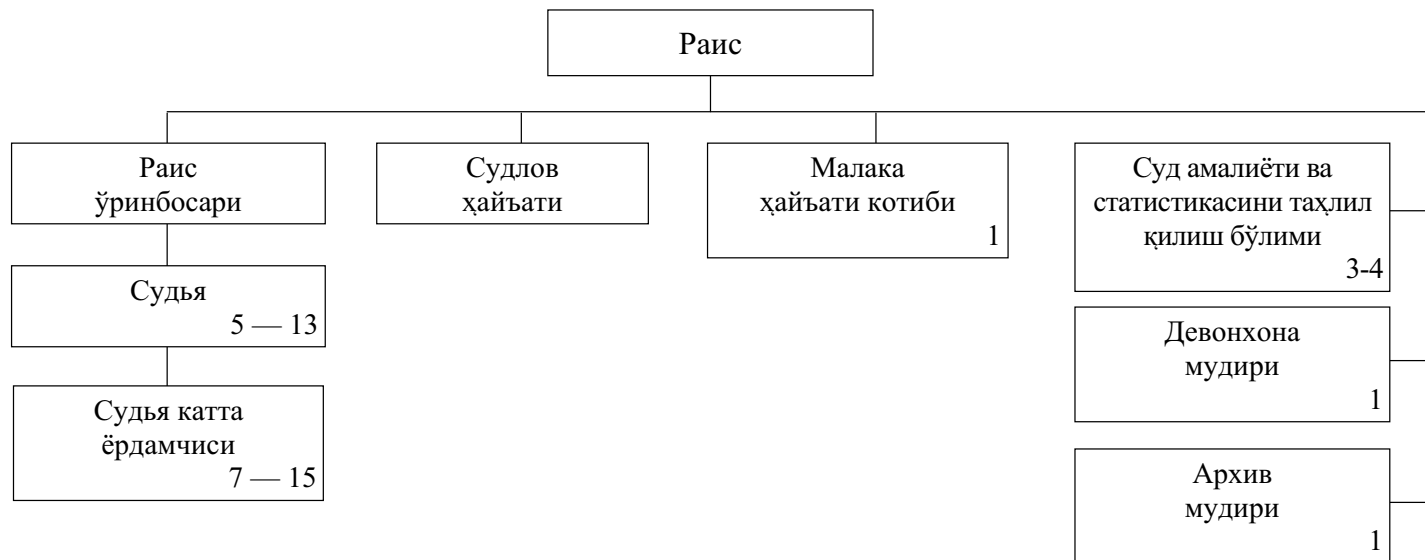 Раис
Раис
ўринбосари
Судья
5 — 13
Судья катта
ёрдамчиси
7 — 15
Судлов
ҳайъати
Малака
ҳайъати котиби
1
Суд амалиёти ва
статистикасини таҳлил
қилиш бўлими
3-4
Девонхона
мудири
1
Архив
мудири
1